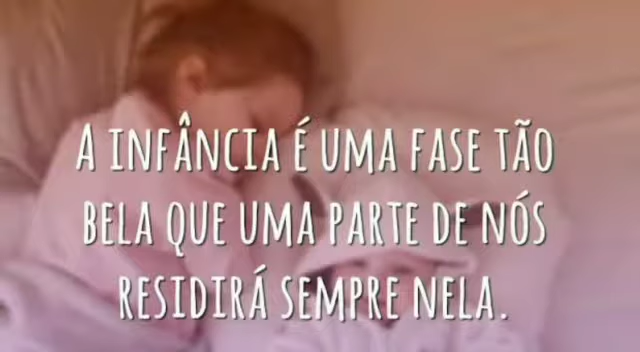 A INFÂNCIA É UMA FASE TÃO
BELA QUE UMA PARTE DE NÓS
RESIDIRÁ SEMPRE NELA.